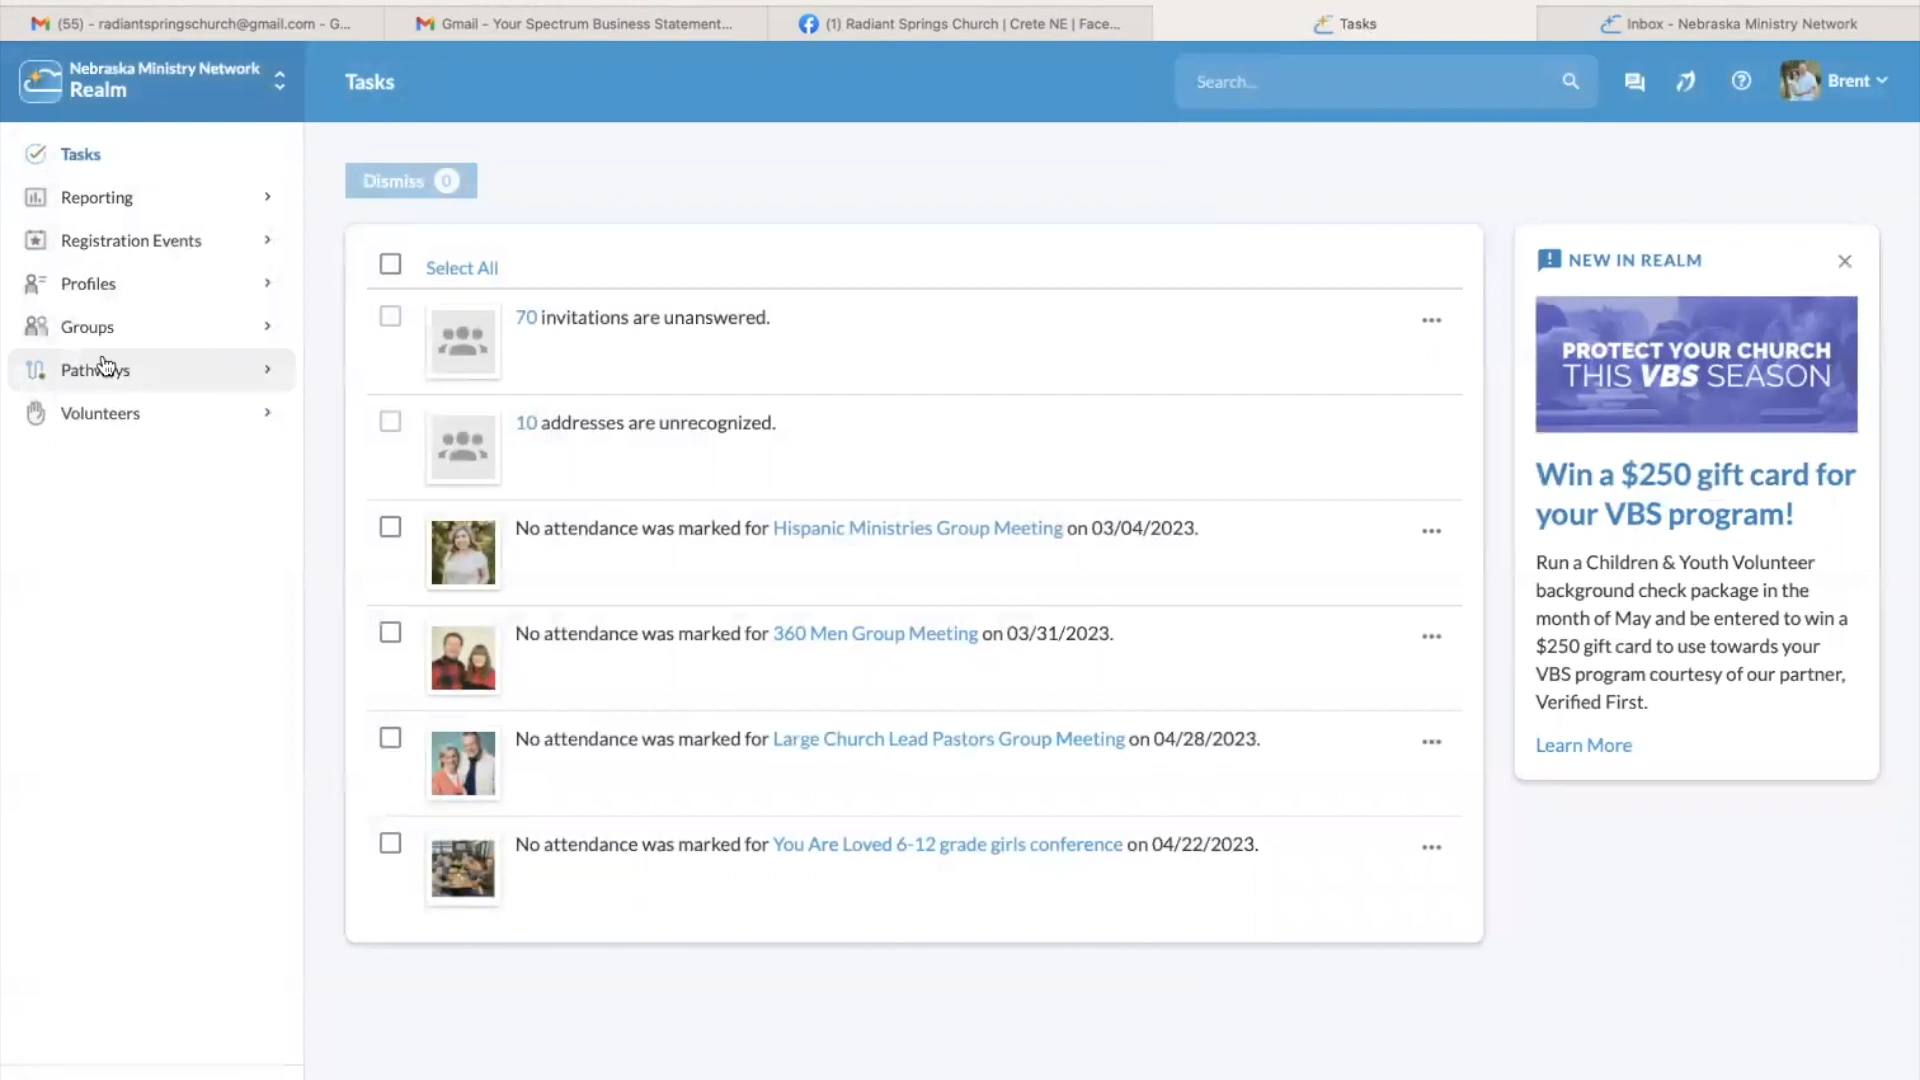 (55) - radiantspringschurch@gmail.com - G...
Gmail - Your Spectrum Business Statement...
(1) Radiant Springs Church | Crete NE | Face...
Tasks
Inbox - Nebraska Ministry Network
Nebraska Ministry Network
Realm
Tasks
Search...
Brent
Tasks
Reporting
Registration Events
Profiles
Groups
Pathways
Volunteers
Dismiss 0
Select All
70 invitations are unanswered.
10 addresses are unrecognized.
No attendance was marked for Hispanic Ministries Group Meeting on 03/04/2023.
No attendance was marked for 360 Men Group Meeting on 03/31/2023.
No attendance was marked for Large Church Lead Pastors Group Meeting on 04/28/2023.
No attendance was marked for You Are Loved 6-12 grade girls conference on 04/22/2023.
NEW IN REALM
PROTECT YOUR CHURCH
THIS VBS SEASON
Win a $250 gift card for
your VBS program!
Run a Children & Youth Volunteer
background check package in the
month of May and be entered to win a
$250 gift card to use towards your
VBS program courtesy of our partner,
Verified First.
Learn More